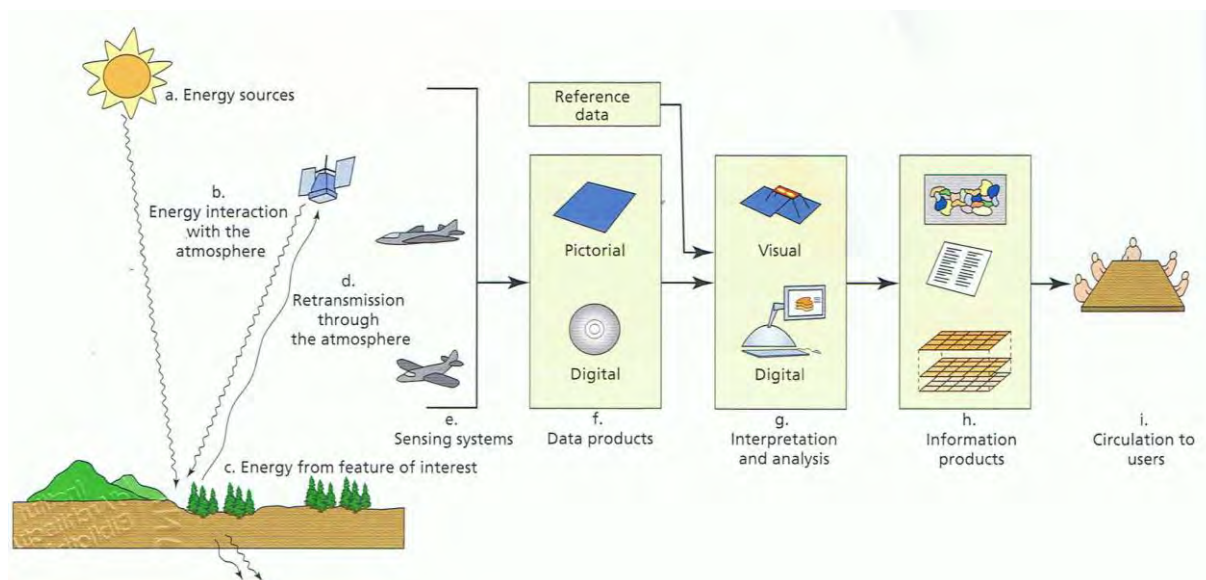 a. Energy sources
b.
Energy interaction
with the
atmosphere
d.
Retransmission
through
the atmosphere
c. Energy from feature of interest
e.
Sensing systems
Reference
data
Pictorial
Digital
f.
Data products
Visual
Digital
g.
Interpretation
and analysis
h.
Information
products
i.
Circulation to
users